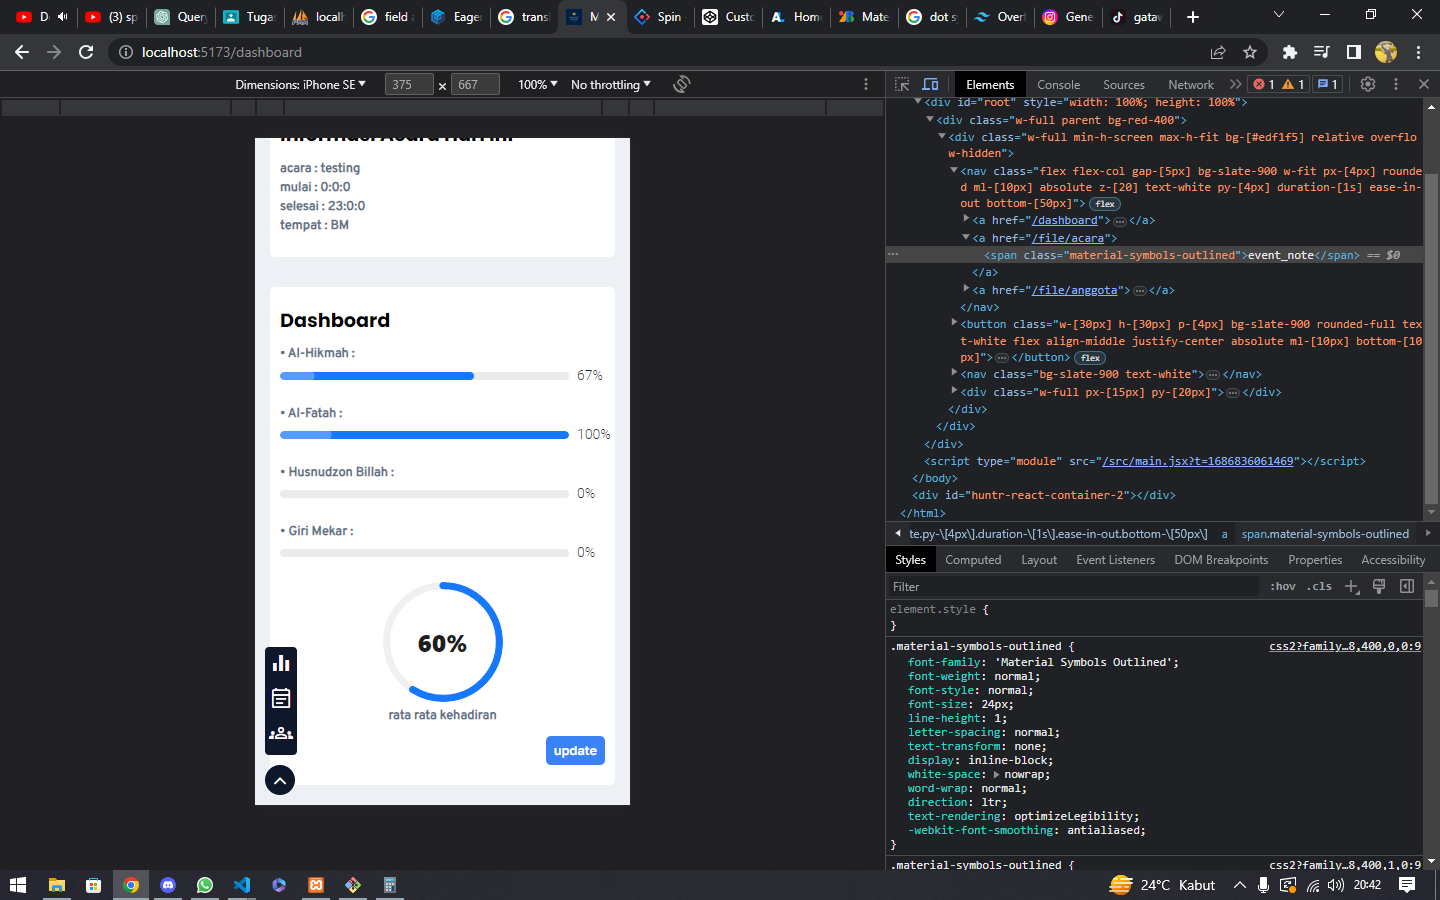 D
(3) sp
Query
Tuga
localh
field a
Eager
transl
M
Spin
Custo
Home
Mate
dot s
Overf
Gene
gataw
localhost:5173/dashboard
Dimensions: iPhone SE
375 × 667
100%
No throttling
Elements
Console
Sources
Network
1
1
1
<div id="root" style="width: 100%; height: 100%">
<div class="w-full parent bg-red-400">
<div class="w-full min-h-screen max-h-fit bg-[#edf1f5] relative overflo
w-hidden">
<nav class="flex flex-col gap-[5px] bg-slate-900 w-fit px-[4px] rounde
d ml-[10px] absolute z-[20] text-white py-[4px] duration-[1s] ease-in-
out bottom-[50px]"> flex
<a href="/dashboard"> … </a>
<a href="/file/acara">
<span class="material-symbols-outlined">event_note</span> == $0
</a>
<a href="/file/anggota"> … </a>
</nav>
<button class="w-[30px] h-[30px] p-[4px] bg-slate-900 rounded-full tex
t-white flex align-middle justify-center absolute ml-[10px] bottom-[10
px]"> … </button> flex
<nav class="bg-slate-900 text-white"> … </nav>
<div class="w-full px-[15px] py-[20px]"> … </div>
</div>
</div>
</div>
<script type="module" src="/src/main.jsx?t=1686836061469"></script>
</body>
<div id="huntr-react-container-2"></div>
</html>
te.py-\[4px\].duration-\[1s\].ease-in-out.bottom-\[50px\]
a
span.material-symbols-outlined
Styles
Computed
Layout
Event Listeners
DOM Breakpoints
Properties
Accessibility
Filter
:hov .cls
element.style {
}
.material-symbols-outlined {
css2?family…8,400,0,0:9
font-family: 'Material Symbols Outlined';
font-weight: normal;
font-style: normal;
font-size: 24px;
line-height: 1;
letter-spacing: normal;
text-transform: none;
display: inline-block;
white-space: nowrap;
word-wrap: normal;
direction: ltr;
text-rendering: optimizeLegibility;
-webkit-font-smoothing: antialiased;
}
.material-symbols-outlined {
css2?family…8,400,1,0:9
acara : testing
mulai : 0:0:0
selesai : 23:0:0
tempat : BM
Dashboard
• Al-Hikmah :
67%
• Al-Fatah :
100%
• Husnudzon Billah :
0%
• Giri Mekar :
0%
60%
rata rata kehadiran
update
24°C Kabut
20:42